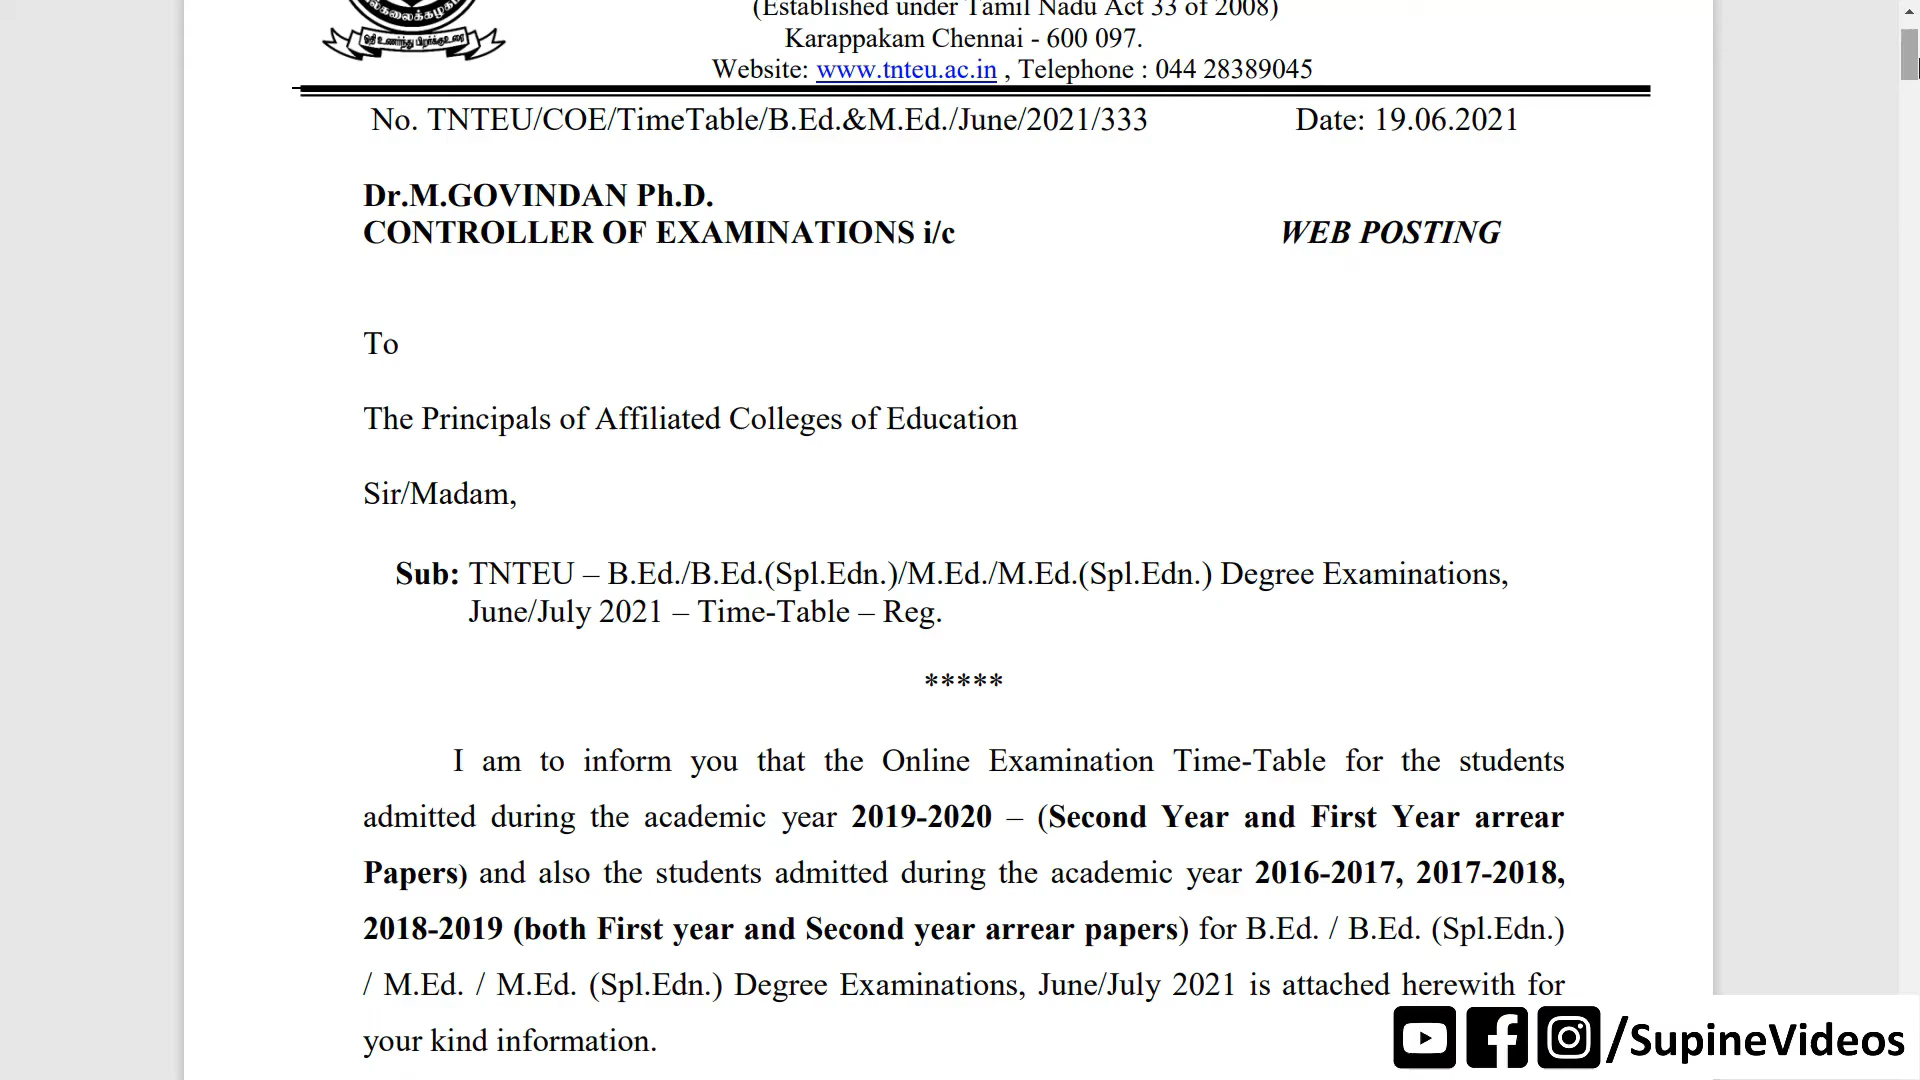 (Established under Tamil Nadu Act 33 of 2008)
Karappakam Chennai - 600 097.
Website: www.tnteu.ac.in , Telephone : 044 28389045
No. TNTEU/COE/TimeTable/B.Ed.&M.Ed./June/2021/333 Date: 19.06.2021
Dr.M.GOVINDAN Ph.D.
CONTROLLER OF EXAMINATIONS i/c WEB POSTING
To
The Principals of Affiliated Colleges of Education
Sir/Madam,
Sub: TNTEU – B.Ed./B.Ed.(Spl.Edn.)/M.Ed./M.Ed.(Spl.Edn.) Degree Examinations,
June/July 2021 – Time-Table – Reg.
*****
I am to inform you that the Online Examination Time-Table for the students
admitted during the academic year 2019-2020 – (Second Year and First Year arrear
Papers) and also the students admitted during the academic year 2016-2017, 2017-2018,
2018-2019 (both First year and Second year arrear papers) for B.Ed. / B.Ed. (Spl.Edn.)
/ M.Ed. / M.Ed. (Spl.Edn.) Degree Examinations, June/July 2021 is attached herewith for
your kind information.
/SupineVideos